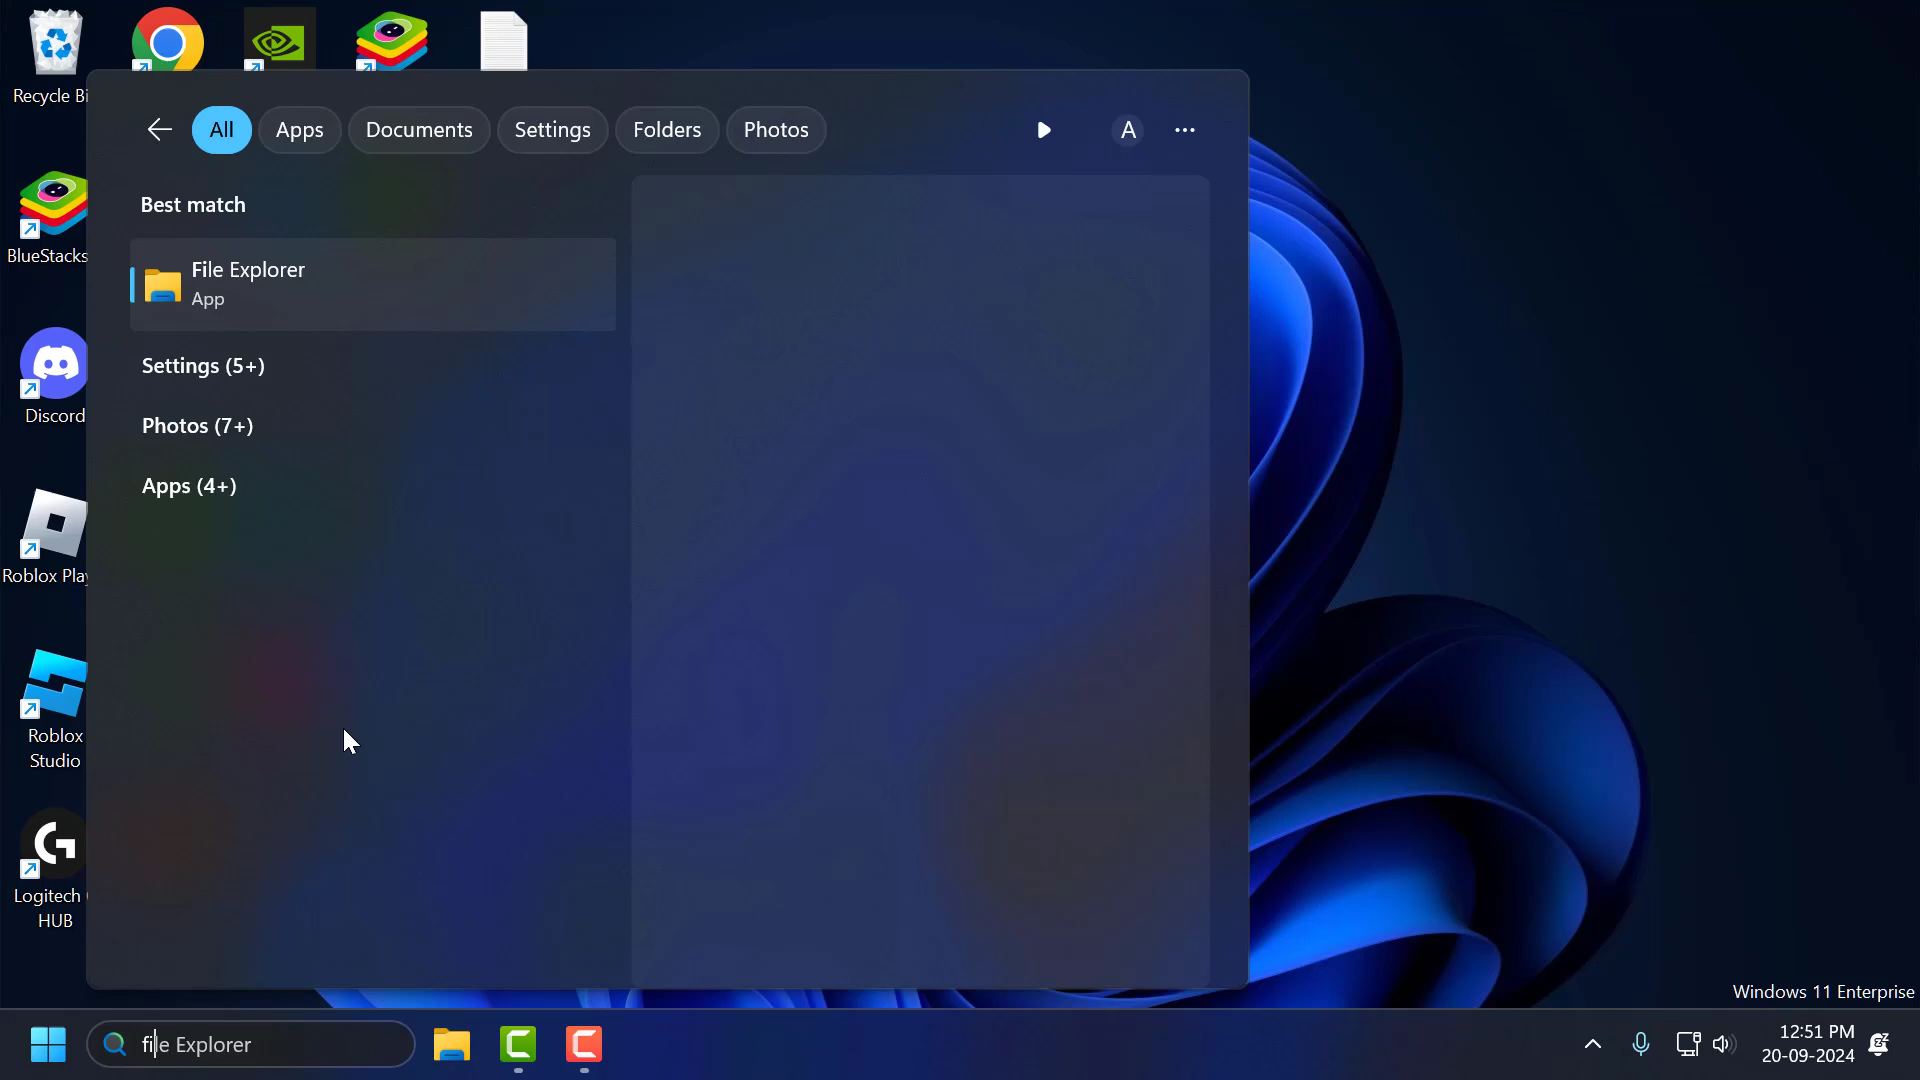 Recycle Bi
All
Apps
Documents
Settings
Folders
Photos
A
Best match
File Explorer
App
Settings (5+)
Photos (7+)
Apps (4+)
BlueStacks
Discord
Roblox Play
Roblox
Studio
Logitech
HUB
Windows 11 Enterprise
file Explorer
12:51 PM
20-09-2024